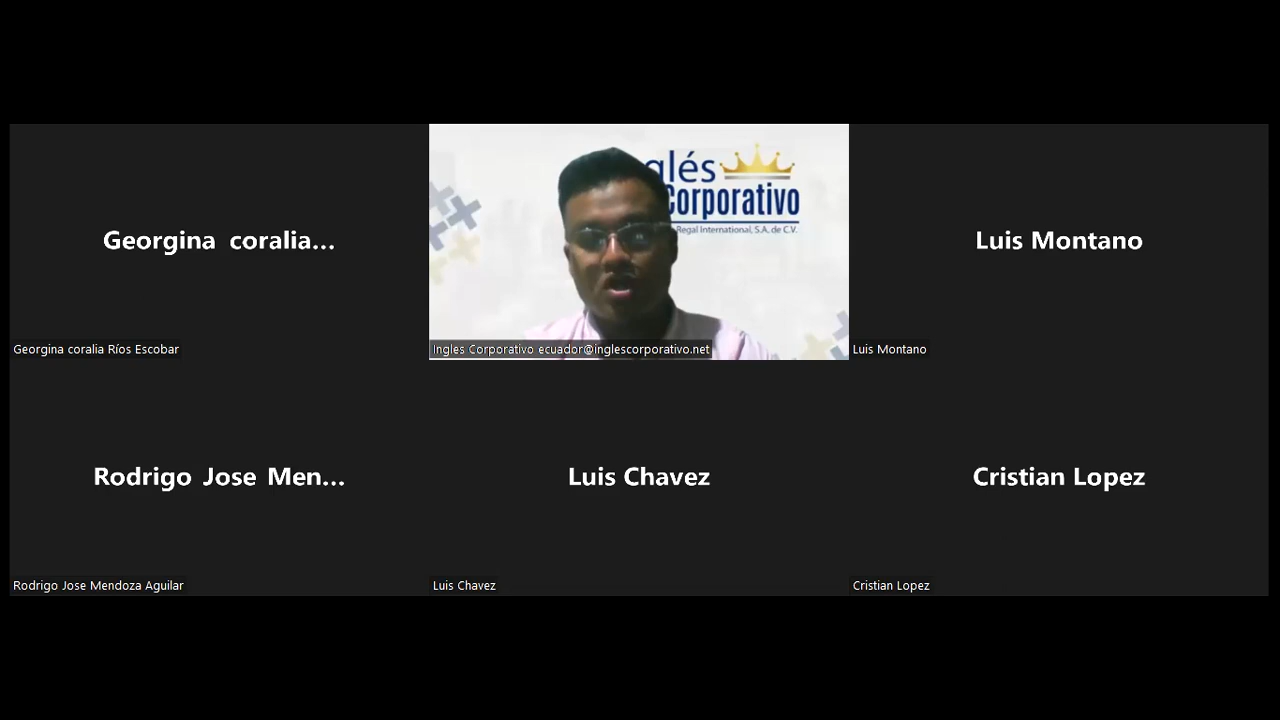 Georgina coralia...
Georgina coralia Ríos Escobar
glés
Corporativo
Regal International, S.A. de C.V.
Ingles Corporativo ecuador@inglescorporativo.net
Luis Montano
Luis Montano
Rodrigo Jose Men...
Rodrigo Jose Mendoza Aguilar
Luis Chavez
Luis Chavez
Cristian Lopez
Cristian Lopez